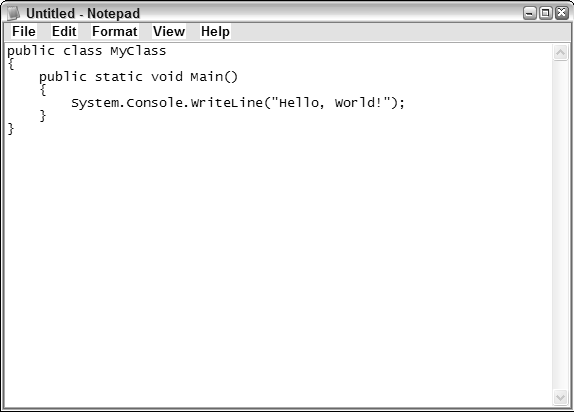 Untitled - Notepad
File Edit Format View Help
public class MyClass
{
    public static void Main()
    {
        System.Console.WriteLine("Hello, World!");
    }
}